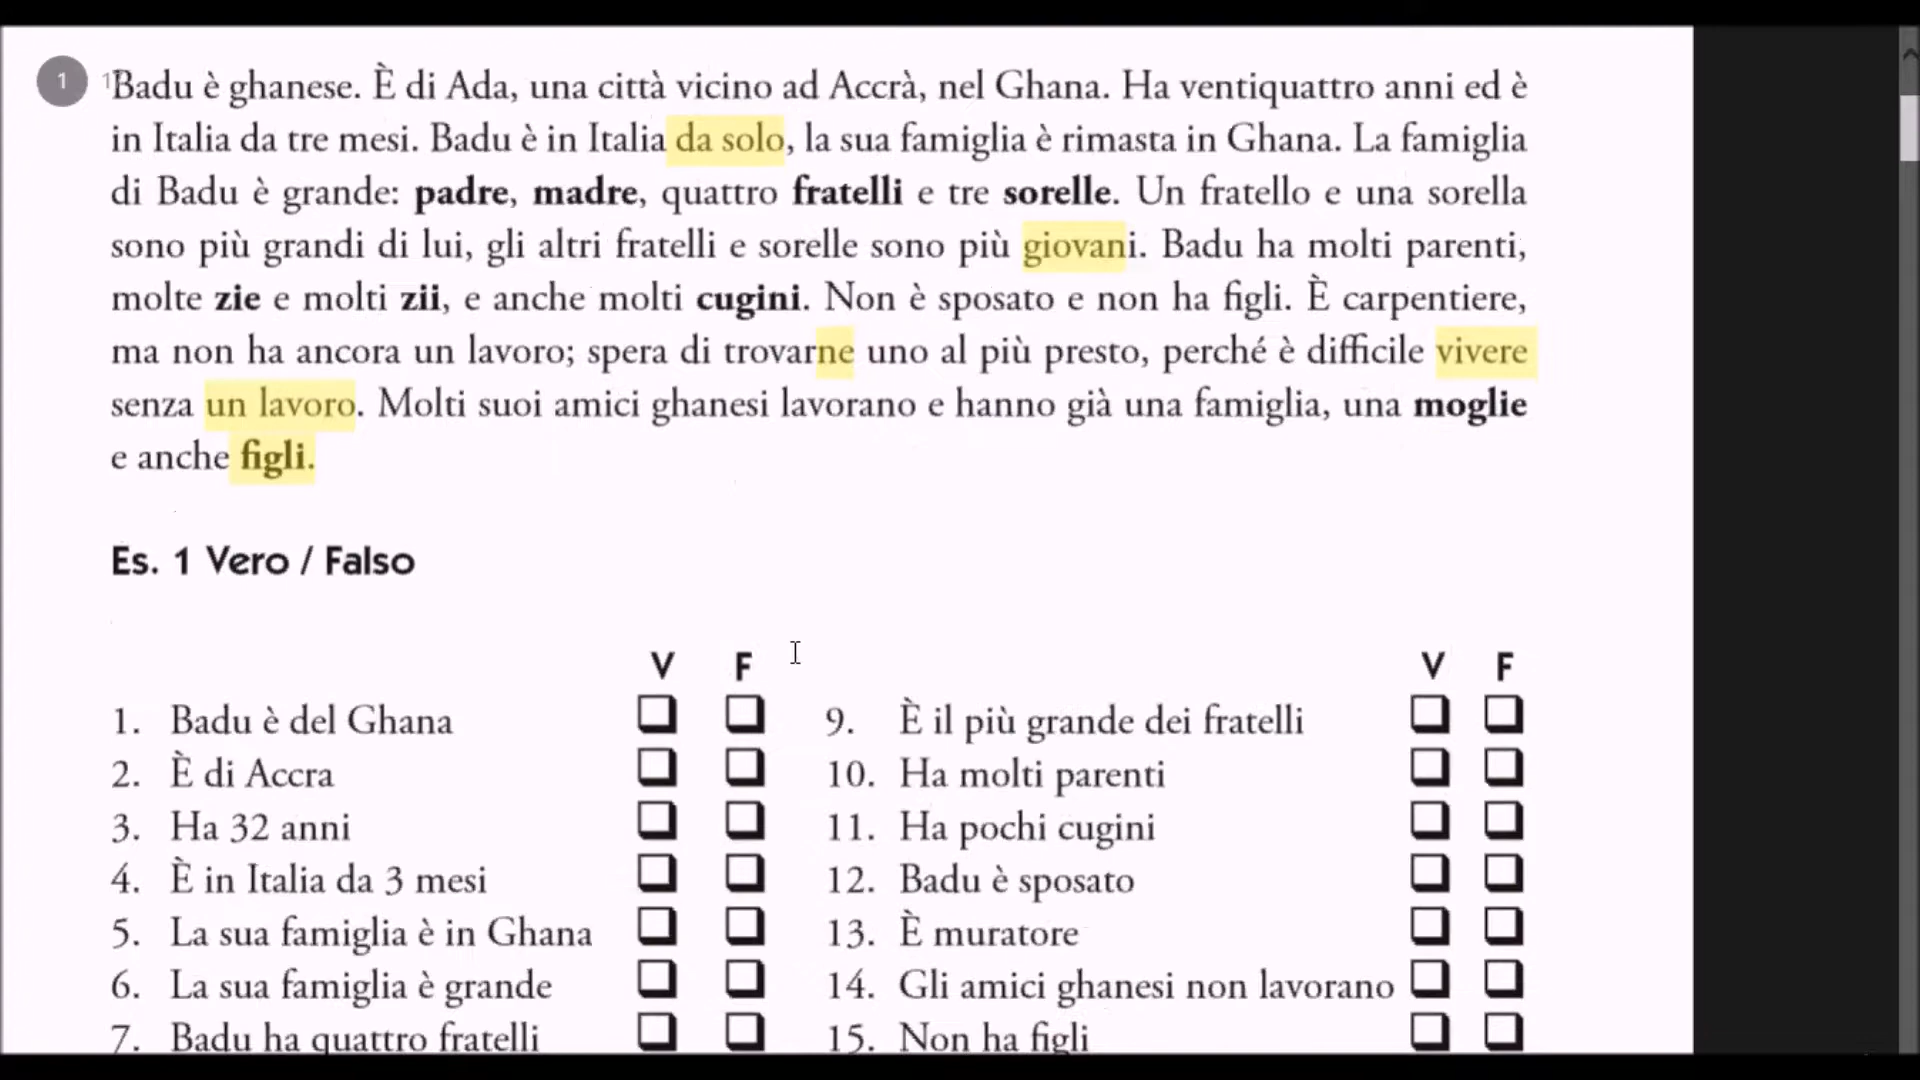 1
Badu è ghanese. È di Ada, una città vicino ad Accrà, nel Ghana. Ha ventiquattro anni ed è
in Italia da tre mesi. Badu è in Italia da solo, la sua famiglia è rimasta in Ghana. La famiglia
di Badu è grande: padre, madre, quattro fratelli e tre sorelle. Un fratello e una sorella
sono più grandi di lui, gli altri fratelli e sorelle sono più giovani. Badu ha molti parenti,
molte zie e molti zii, e anche molti cugini. Non è sposato e non ha figli. È carpentiere,
ma non ha ancora un lavoro; spera di trovarne uno al più presto, perché è difficile vivere
senza un lavoro. Molti suoi amici ghanesi lavorano e hanno già una famiglia, una moglie
e anche figli.
Es. 1 Vero / Falso
V F
1. Badu è del Ghana
2. È di Accra
3. Ha 32 anni
4. È in Italia da 3 mesi
5. La sua famiglia è in Ghana
6. La sua famiglia è grande
7. Badu ha quattro fratelli
V F
9. È il più grande dei fratelli
10. Ha molti parenti
11. Ha pochi cugini
12. Badu è sposato
13. È muratore
14. Gli amici ghanesi non lavorano
15. Non ha figli